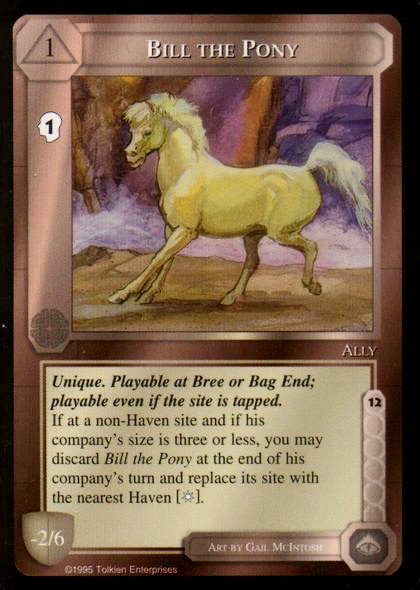 1
BILL THE PONY
1
ALLY
Unique. Playable at Bree or Bag End;
playable even if the site is tapped.
If at a non-Haven site and if his
company's size is three or less, you may
discard Bill the Pony at the end of his
company's turn and replace its site with
the nearest Haven [☼].
12
-2/6
ART BY GAIL MCINTOSH
©1995 Tolkien Enterprises